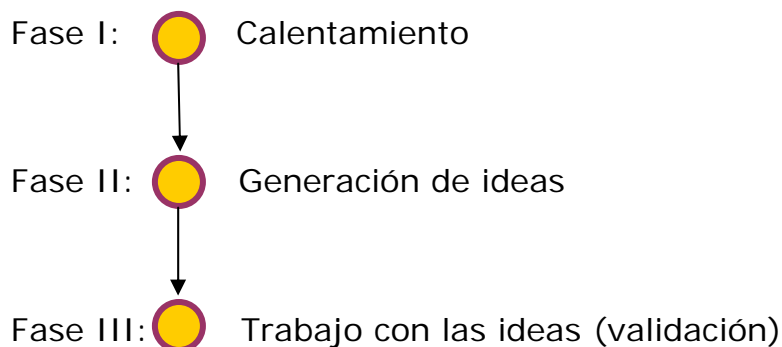 Fase I: Calentamiento
Fase II: Generación de ideas
Fase III: Trabajo con las ideas (validación)